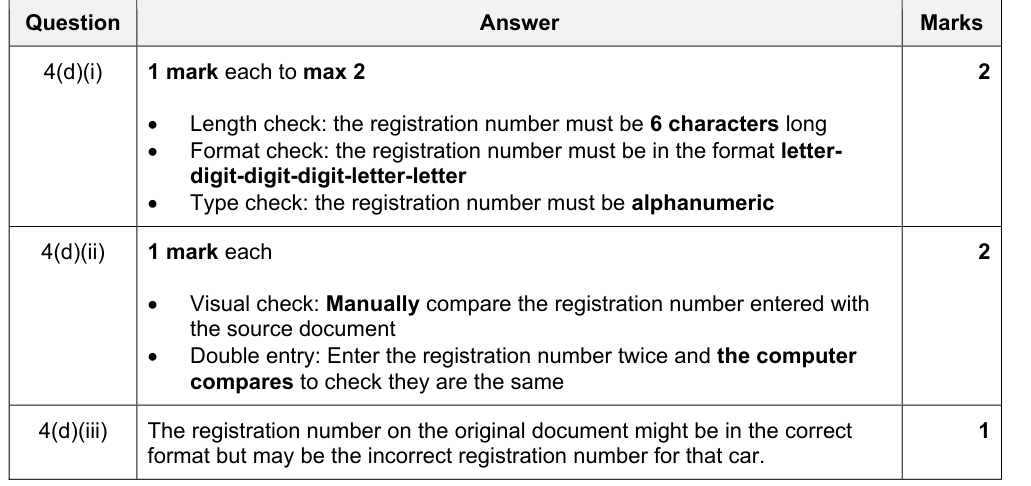 Question Answer Marks
4(d)(i) 1 mark each to max 2 2
• Length check: the registration number must be 6 characters long
• Format check: the registration number must be in the format letter-
digit-digit-digit-letter-letter
• Type check: the registration number must be alphanumeric
4(d)(ii) 1 mark each 2
• Visual check: Manually compare the registration number entered with
the source document
• Double entry: Enter the registration number twice and the computer
compares to check they are the same
4(d)(iii) The registration number on the original document might be in the correct 1
format but may be the incorrect registration number for that car.